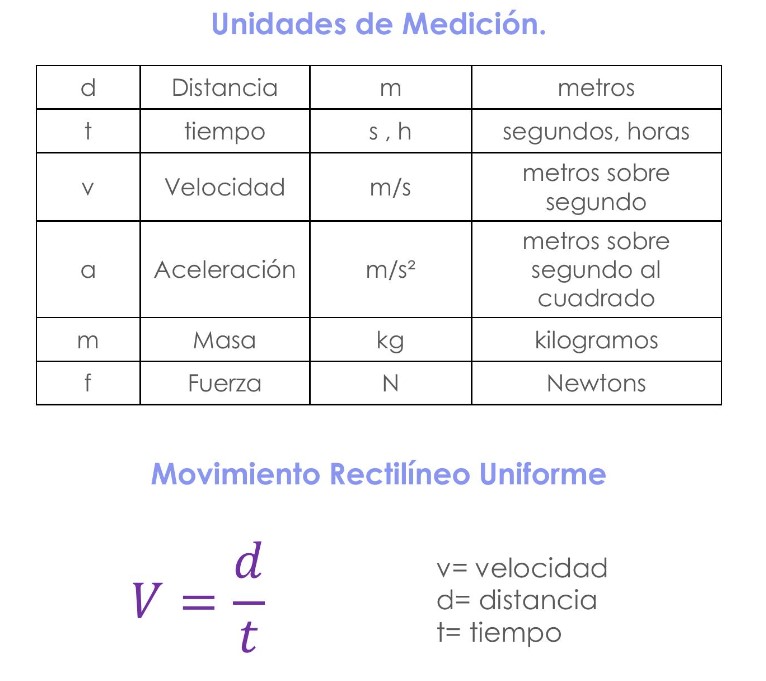 Unidades de Medición.
d Distancia m metros
t tiempo s , h segundos, horas
v Velocidad m/s metros sobre
segundo
a Aceleración m/s² metros sobre
segundo al
cuadrado
m Masa kg kilogramos
f Fuerza N Newtons
Movimiento Rectilíneo Uniforme
V = d/t
v= velocidad
d= distancia
t= tiempo